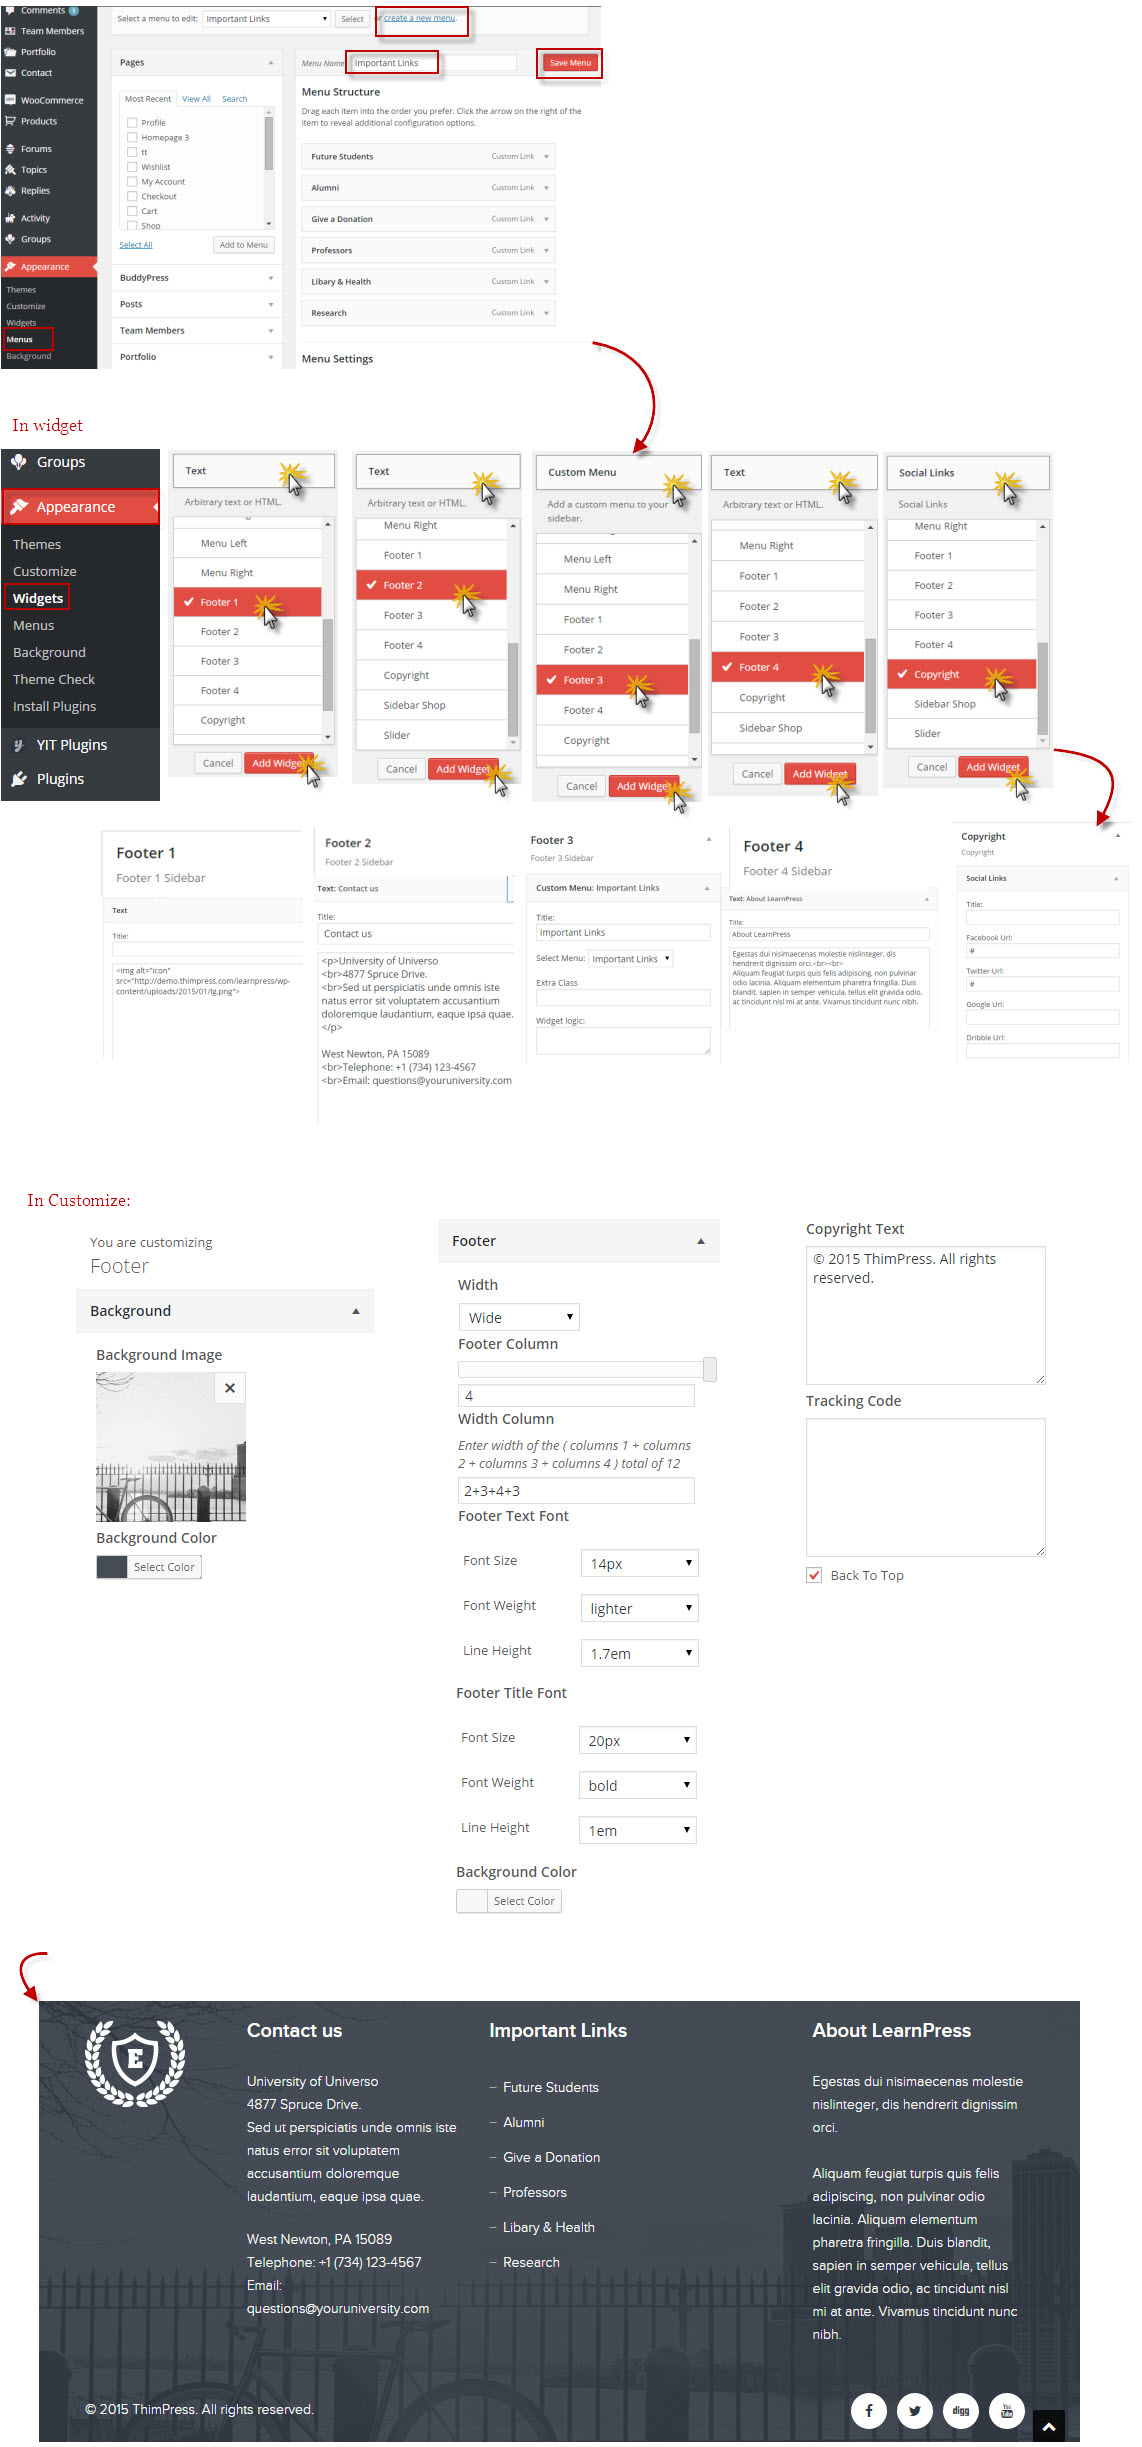 Comments 1
Team Members
Portfolio
Contact
WooCommerce
Products
Forums
Topics
Replies
Activity
Groups
Appearance
Themes
Customize
Widgets
Menus
Background
Select a menu to edit: Important Links Select or create a new menu.
Pages
Most Recent View All Search
Profile
Homepage 3
tt
Wishlist
My Account
Checkout
Cart
Shop
Select All Add to Menu
BuddyPress
Posts
Team Members
Portfolio
Menu Name Important Links Save Menu
Menu Structure
Drag each item into the order you prefer. Click the arrow on the right of the
item to reveal additional configuration options.
Future Students Custom Link
Alumni Custom Link
Give a Donation Custom Link
Professors Custom Link
Libary & Health Custom Link
Research Custom Link
Menu Settings
In widget
Groups
Appearance
Themes
Customize
Widgets
Menus
Background
Theme Check
Install Plugins
YIT Plugins
Plugins
Text
Arbitrary text or HTML.
Menu Left
Menu Right
Footer 1
Footer 2
Footer 3
Footer 4
Copyright
Cancel Add Widget
Text
Arbitrary text or HTML.
Menu Right
Footer 1
Footer 2
Footer 3
Footer 4
Copyright
Sidebar Shop
Slider
Cancel Add Widget
Custom Menu
Add a custom menu to your
sidebar.
Menu Left
Menu Right
Footer 1
Footer 2
Footer 3
Footer 4
Copyright
Cancel Add Widget
Text
Arbitrary text or HTML.
Menu Right
Footer 1
Footer 2
Footer 3
Footer 4
Copyright
Sidebar Shop
Cancel Add Widget
Social Links
Social Links
Menu Right
Footer 1
Footer 2
Footer 3
Footer 4
Copyright
Sidebar Shop
Slider
Cancel Add Widget
Footer 1
Footer 1 Sidebar
Text
Title:
<img alt="icon"
src="http://demo.thimpress.com/learnpress/wp-
content/uploads/2015/01/lg.png">
Footer 2
Footer 2 Sidebar
Text: Contact us
Title:
Contact us
<p>University of Universo
<br>4877 Spruce Drive.
<br>Sed ut perspiciatis unde omnis iste
natus error sit voluptatem accusantium
doloremque laudantium, eaque ipsa quae.
</p>
West Newton, PA 15089
<br>Telephone: +1 (734) 123-4567
<br>Email: questions@youruniversity.com
Footer 3
Footer 3 Sidebar
Custom Menu: Important Links
Title:
Important Links
Select Menu: Important Links
Extra Class
Widget logic:
Footer 4
Footer 4 Sidebar
Text: About LearnPress
Title:
About LearnPress
Egestas dui nisimaecenas molestie nislinteger, dis
hendrerit dignissim orci.<br><br>
Aliquam feugiat turpis quis felis adipiscing, non pulvinar
odio lacinia. Aliquam elementum pharetra fringilla. Duis
blandit, sapien in semper vehicula, tellus elit gravida odio,
ac tincidunt nisl mi at ante. Vivamus tincidunt nunc nibh.
Copyright
Copyright
Social Links
Title:
Facebook Url:
#
Twitter Url:
#
Google Url:
Dribble Url:
In Customize:
You are customizing
Footer
Background
Background Image
Background Color
Select Color
Footer
Width
Wide
Footer Column
4
Width Column
Enter width of the ( columns 1 + columns
2 + columns 3 + columns 4 ) total of 12
2+3+4+3
Footer Text Font
Font Size 14px
Font Weight lighter
Line Height 1.7em
Footer Title Font
Font Size 20px
Font Weight bold
Line Height 1em
Background Color
Select Color
Copyright Text
© 2015 ThimPress. All rights
reserved.
Tracking Code
Back To Top
E
Contact us
University of Universo
4877 Spruce Drive.
Sed ut perspiciatis unde omnis iste
natus error sit voluptatem
accusantium doloremque
laudantium, eaque ipsa quae.
West Newton, PA 15089
Telephone: +1 (734) 123-4567
Email:
questions@youruniversity.com
Important Links
– Future Students
– Alumni
– Give a Donation
– Professors
– Libary & Health
– Research
About LearnPress
Egestas dui nisimaecenas molestie
nislinteger, dis hendrerit dignissim
orci.
Aliquam feugiat turpis quis felis
adipiscing, non pulvinar odio
lacinia. Aliquam elementum
pharetra fringilla. Duis blandit,
sapien in semper vehicula, tellus
elit gravida odio, ac tincidunt nisl
mi at ante. Vivamus tincidunt nunc
nibh.
© 2015 ThimPress. All rights reserved.
f digg You Tube